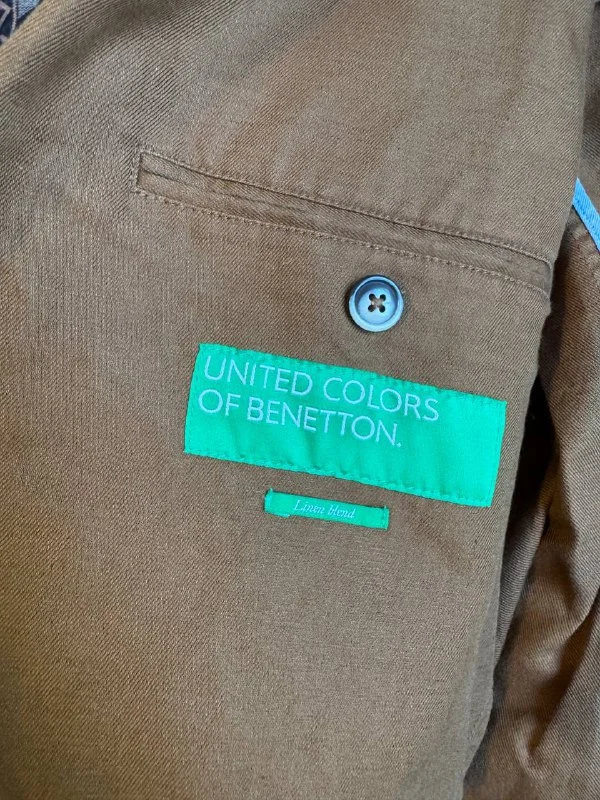 UNITED COLORS
OF BENETTON.
Linen blend